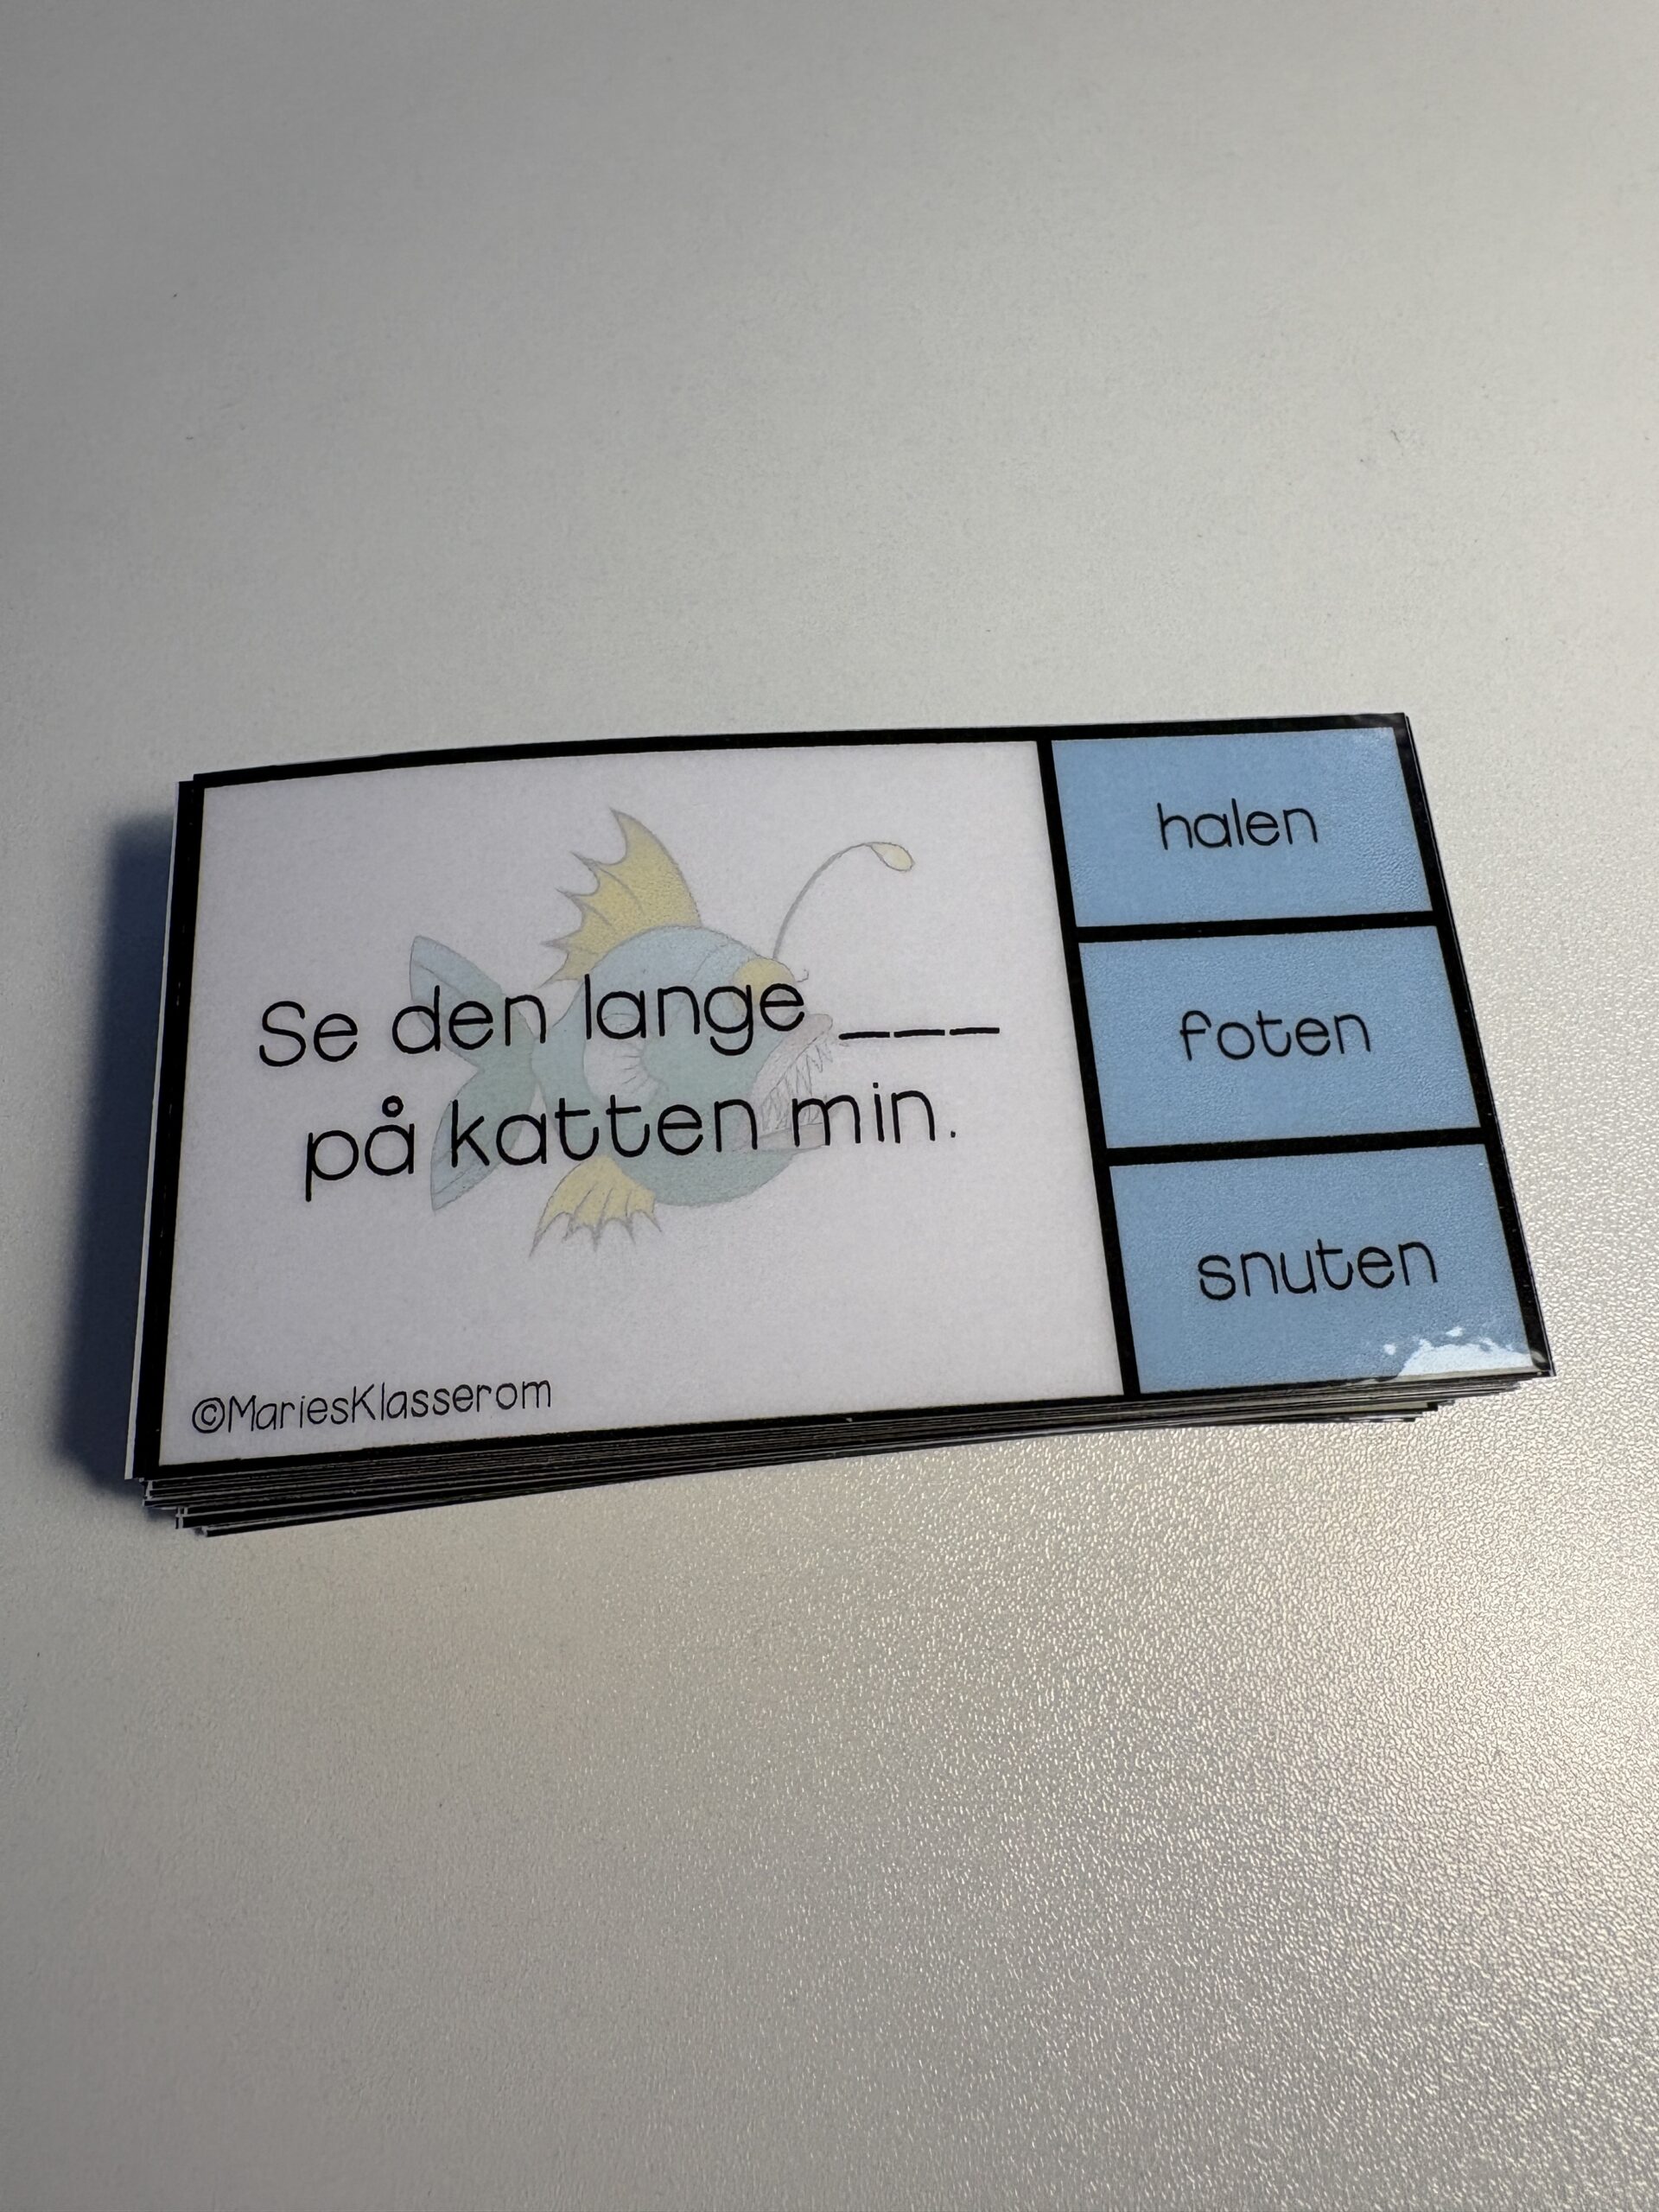 Se den lange ___
på katten min.
halen
foten
snuten
©MariesKlasserom